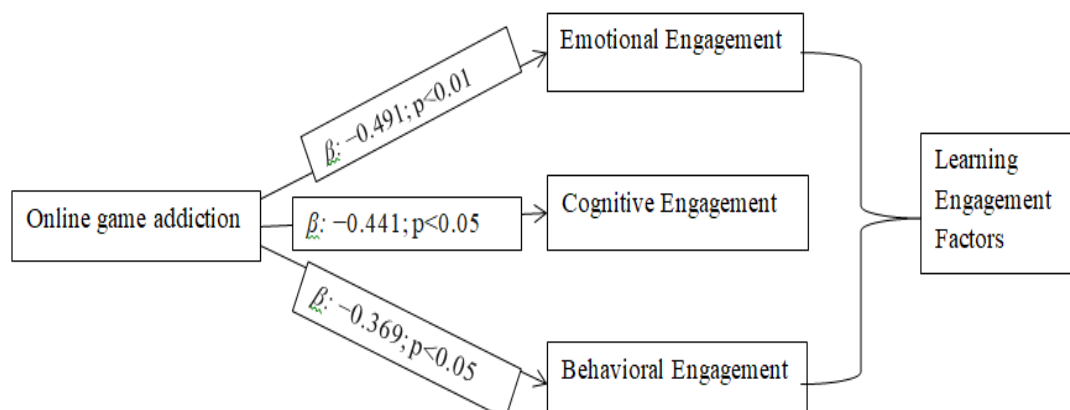 Emotional Engagement
β: −0.491; p<0.01
Learning
Engagement
Factors
Cognitive Engagement
Online game addiction
β: −0.441; p<0.05
β: −0.369; p<0.05
Behavioral Engagement